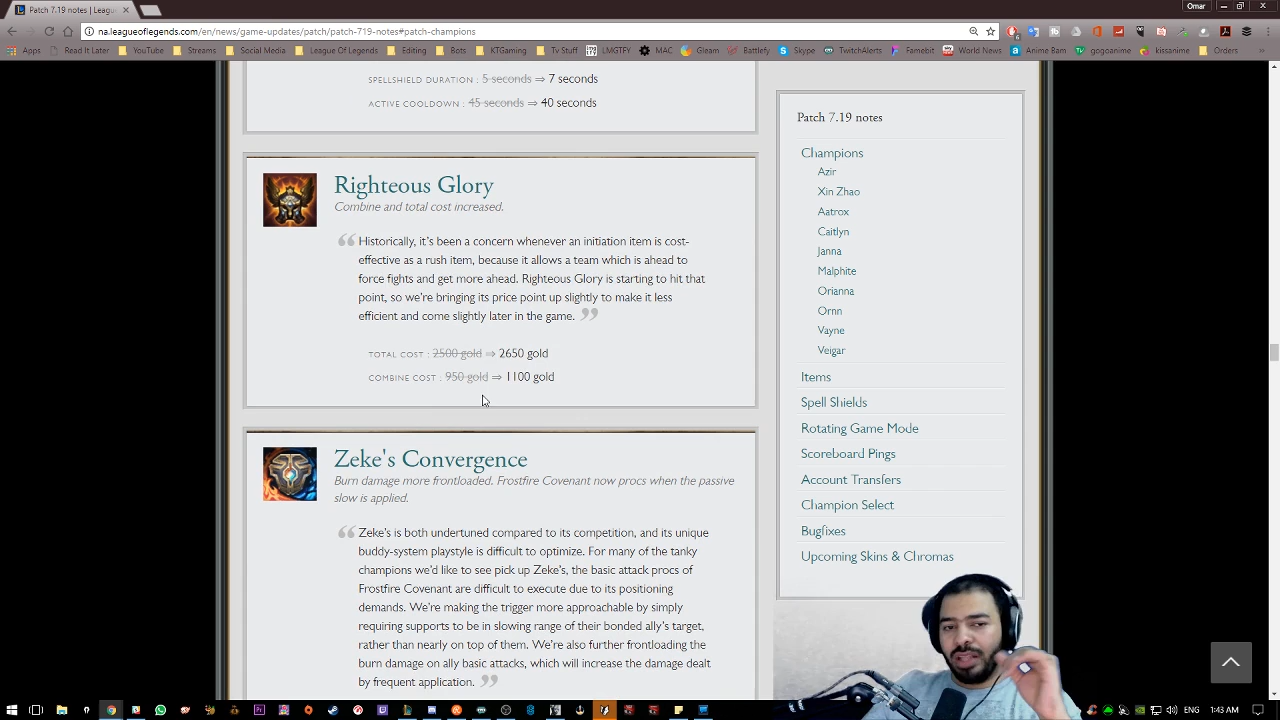 Patch 7.19 notes | Leag
Omar
na.leagueoflegends.com/en/news/game-updates/patch/patch-719-notes#patch-champions
Apps Read It Later YouTube Streams Social Media League Of Legends Editing Bots KTGaming Tv Stuff LMGTFY MAC Gleam Battlefy Skype TwitchAlerts Famebit World News Anime Bam gogoanime kissanime Orders
SPELLSHIELD DURATION : 5 seconds ⇒ 7 seconds
ACTIVE COOLDOWN : 45 seconds ⇒ 40 seconds
Righteous Glory
Combine and total cost increased.
Historically, it's been a concern whenever an initiation item is cost-
effective as a rush item, because it allows a team which is ahead to
force fights and get more ahead. Righteous Glory is starting to hit that
point, so we're bringing its price point up slightly to make it less
efficient and come slightly later in the game.
TOTAL COST : 2500 gold ⇒ 2650 gold
COMBINE COST : 950 gold ⇒ 1100 gold
Zeke's Convergence
Burn damage more frontloaded. Frostfire Covenant now procs when the passive
slow is applied.
Zeke's is both undertuned compared to its competition, and its unique
buddy-system playstyle is difficult to optimize. For many of the tanky
champions we'd like to see pick up Zeke's, the basic attack procs of
Frostfire Covenant are difficult to execute due to its positioning
demands. We're making the trigger more approachable by simply
requiring supports to be in slowing range of their bonded ally's target,
rather than nearly on top of them. We're also further frontloading the
burn damage on ally basic attacks, which will increase the damage dealt
by frequent application.
Patch 7.19 notes
Champions
Azir
Xin Zhao
Aatrox
Caitlyn
Janna
Malphite
Orianna
Ornn
Vayne
Veigar
Items
Spell Shields
Rotating Game Mode
Scoreboard Pings
Account Transfers
Champion Select
Bugfixes
Upcoming Skins & Chromas
1:43 AM